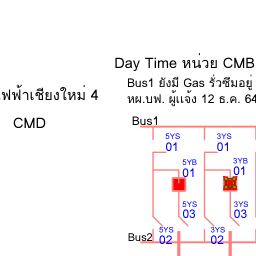 Day Time หน่วย CMB
Bus1 ยังมี Gas รั่วซึมอยู่
ฟฟ้าเชียงใหม่ 4
หผ.บฟ. ผู้แจ้ง 12 ธ.ค. 64
CMD
Bus1
5YS 3YS
01 01
5YB 3YB
01 01
5YS 3YS
03 03
5YS 3YS
Bus2 02 02